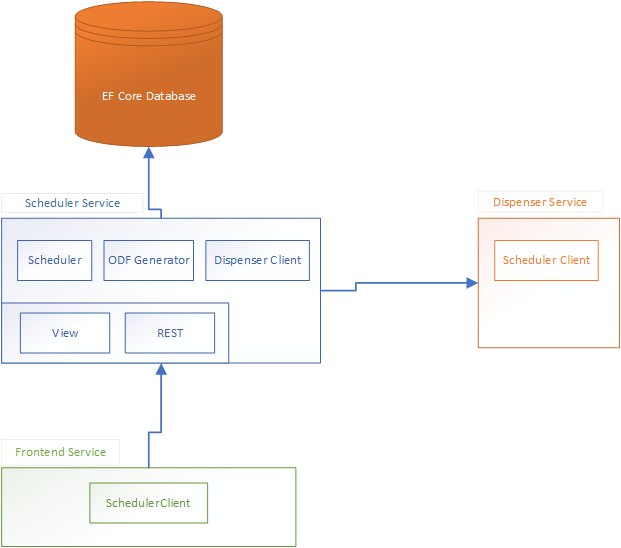 EF Core Database
Scheduler Service
Dispenser Service
Scheduler
ODF Generator
Dispenser Client
Scheduler Client
View
REST
Frontend Service
SchedulerClient